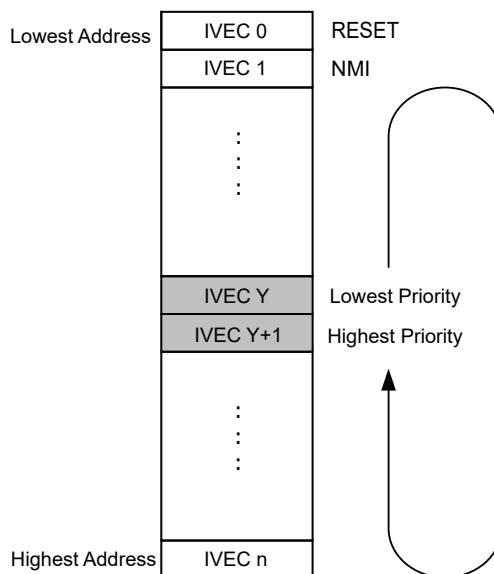 Lowest Address IVEC 0 RESET
IVEC 1 NMI
:
:
:
IVEC Y Lowest Priority
IVEC Y+1 Highest Priority
:
:
:
Highest Address IVEC n